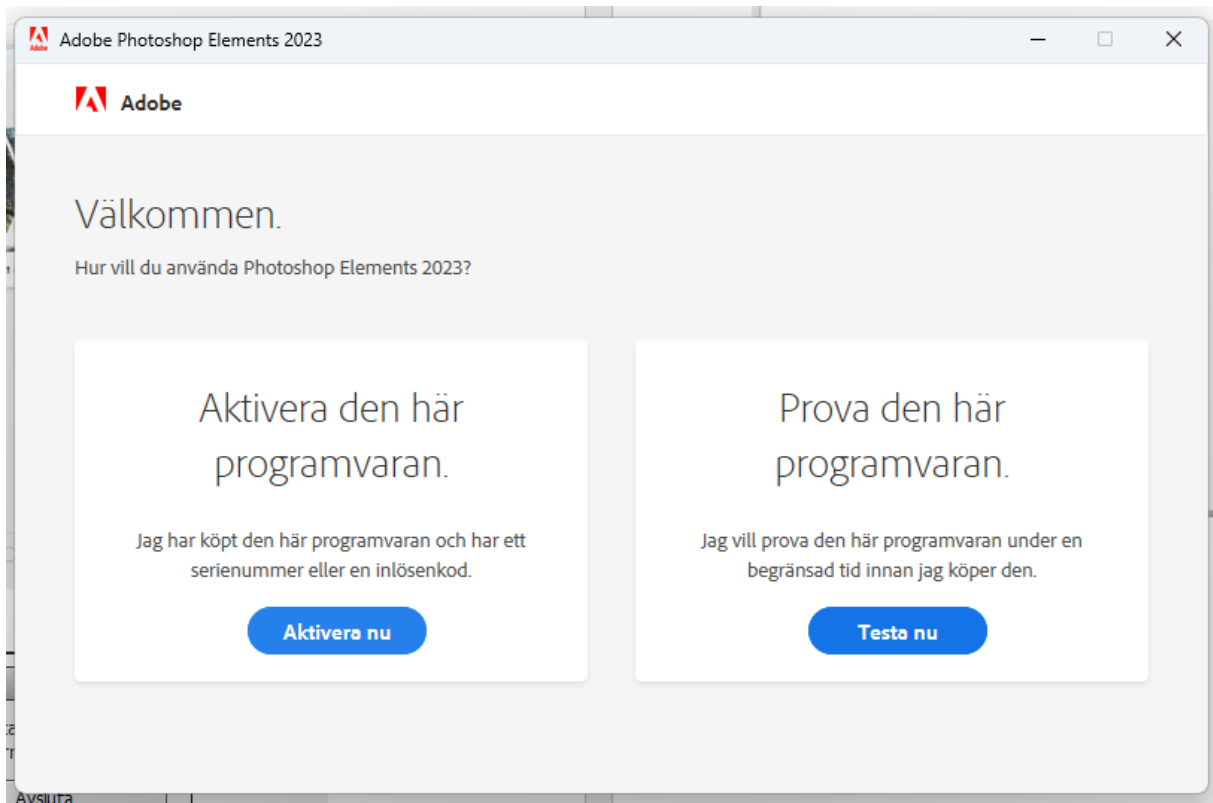 Adobe Photoshop Elements 2023
Adobe
Adobe
Välkommen.
Hur vill du använda Photoshop Elements 2023?
Aktivera den här
programvaran.
Jag har köpt den här programvaran och har ett
serienummer eller en inlösenkod.
Aktivera nu
Prova den här
programvaran.
Jag vill prova den här programvaran under en
begränsad tid innan jag köper den.
Testa nu
Avsluta